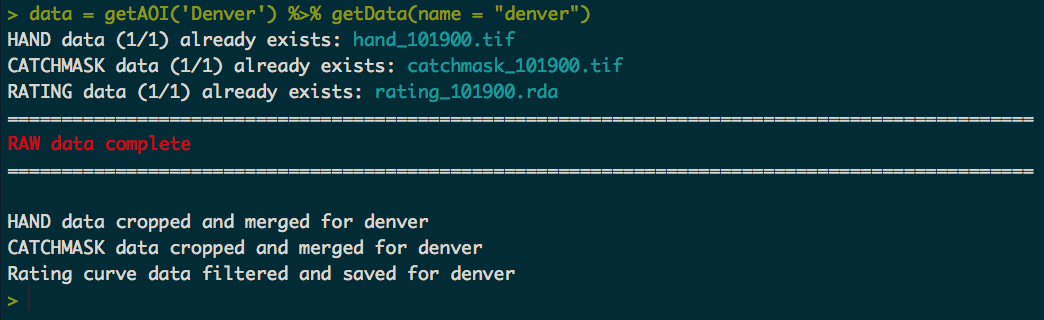 > data = getAOI('Denver') %>% getData(name = "denver")
HAND data (1/1) already exists: hand_101900.tif
CATCHMASK data (1/1) already exists: catchmask_101900.tif
RATING data (1/1) already exists: rating_101900.rda
===============================================================================================
RAW data complete
===============================================================================================
HAND data cropped and merged for denver
CATCHMASK data cropped and merged for denver
Rating curve data filtered and saved for denver
>